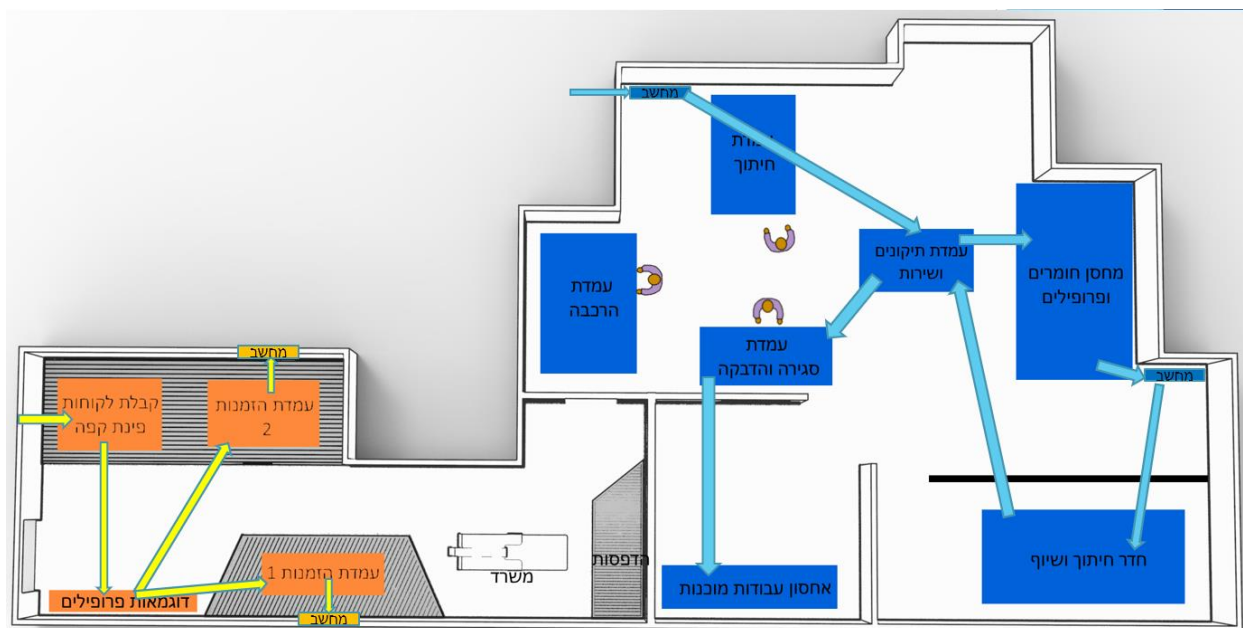 מחשב
עמדת
חיתוך
עמדת תיקונים
ושירות
מחסן חומרים
ופרופילים
עמדת
הרכבה
עמדת
סגירה והדבקה
מחשב
מחשב
קבלת לקוחות
פינת קפה
עמדת הזמנות
2
חדר חיתוך ושיוף
הדפסות
עמדת הזמנות 1
משרד
אחסון עבודות מוכנות
דוגמאות פרופילים
מחשב